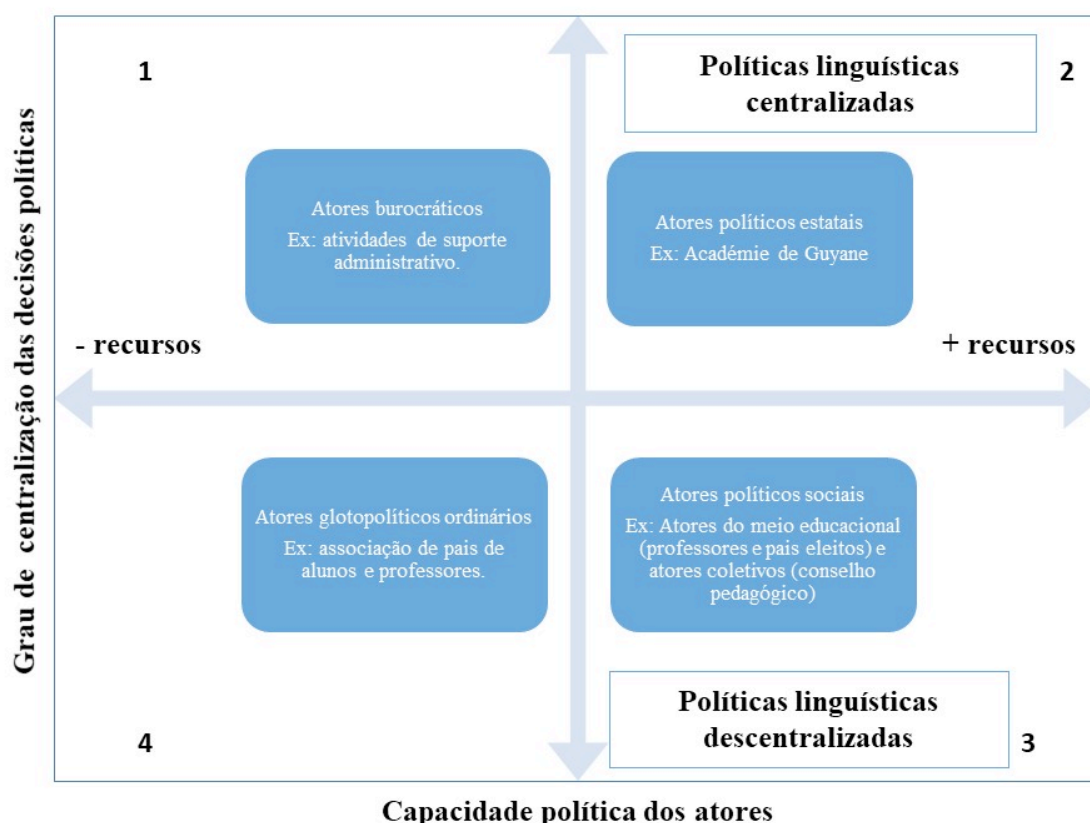 Grau de centralização das decisões políticas
1
Políticas linguísticas
centralizadas
2
Atores burocráticos
Ex: atividades de suporte
administrativo.
Atores políticos estatais
Ex: Académie de Guyane
- recursos
+ recursos
Atores glotopolíticos ordinários
Ex: associação de pais de
alunos e professores.
Atores políticos sociais
Ex: Atores do meio educacional
(professores e pais eleitos) e
atores coletivos (conselho
pedagógico)
4
Políticas linguísticas
descentralizadas
3
Capacidade política dos atores